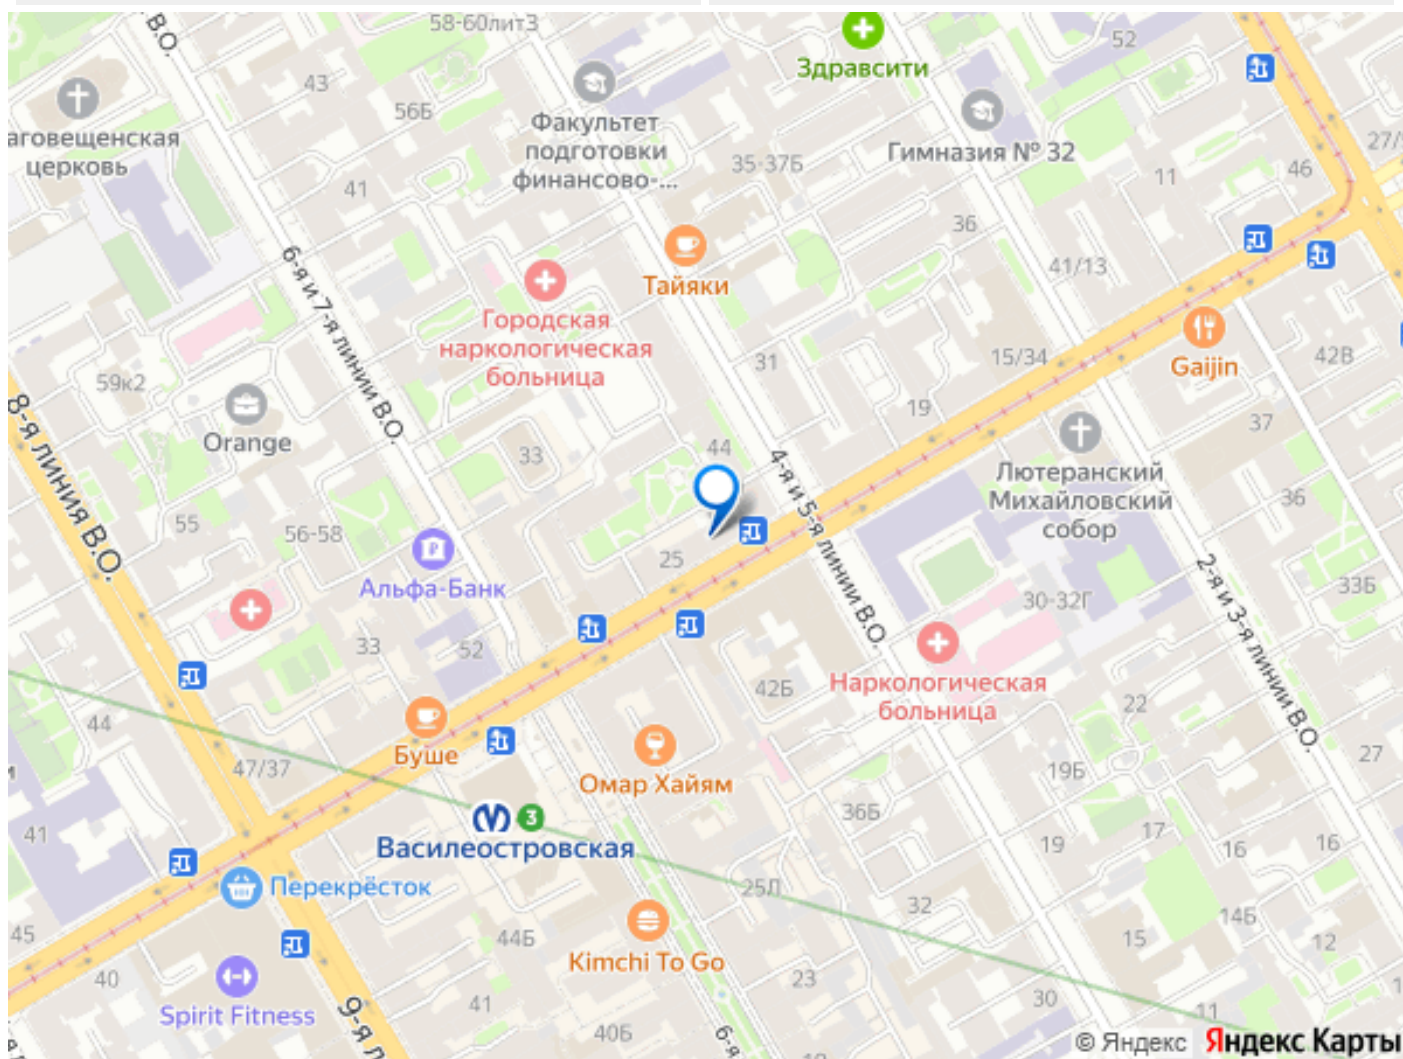 В.О.
58-60литЗ
Здравсити
52
43
56Б
Факультет
подготовки
финансово-...
аговещенская
церковь
35-37Б
Гимназия № 32
27/
46
11
41
36
6-я и 7-я линии В.О.
Тайяки
41/13
Городская
наркологическая
больница
31
15/34
Gaijin
42В
59к2
Orange
19
37
8-я линия В.О.
33
44
4-я и 5-я линии В.О.
Лютеранский
Михайловский
собор
36
55
56-58
Альфа-Банк
25
2-я и 3-я линии В.О.
33Б
30-32Г
33
52
42Б
Наркологическая
больница
22
44
Буше
47/37
Омар Хайям
19Б
27
и
3
Василеостровская
36Б
41
19
17
16
16
Перекрёсток
25Л
32
14Б
45
44Б
Kimchi To Go
15
12
40
Spirit Fitness
23
41
30
11
9-я л
40Б
6-я
© Яндекс Яндекс Карты